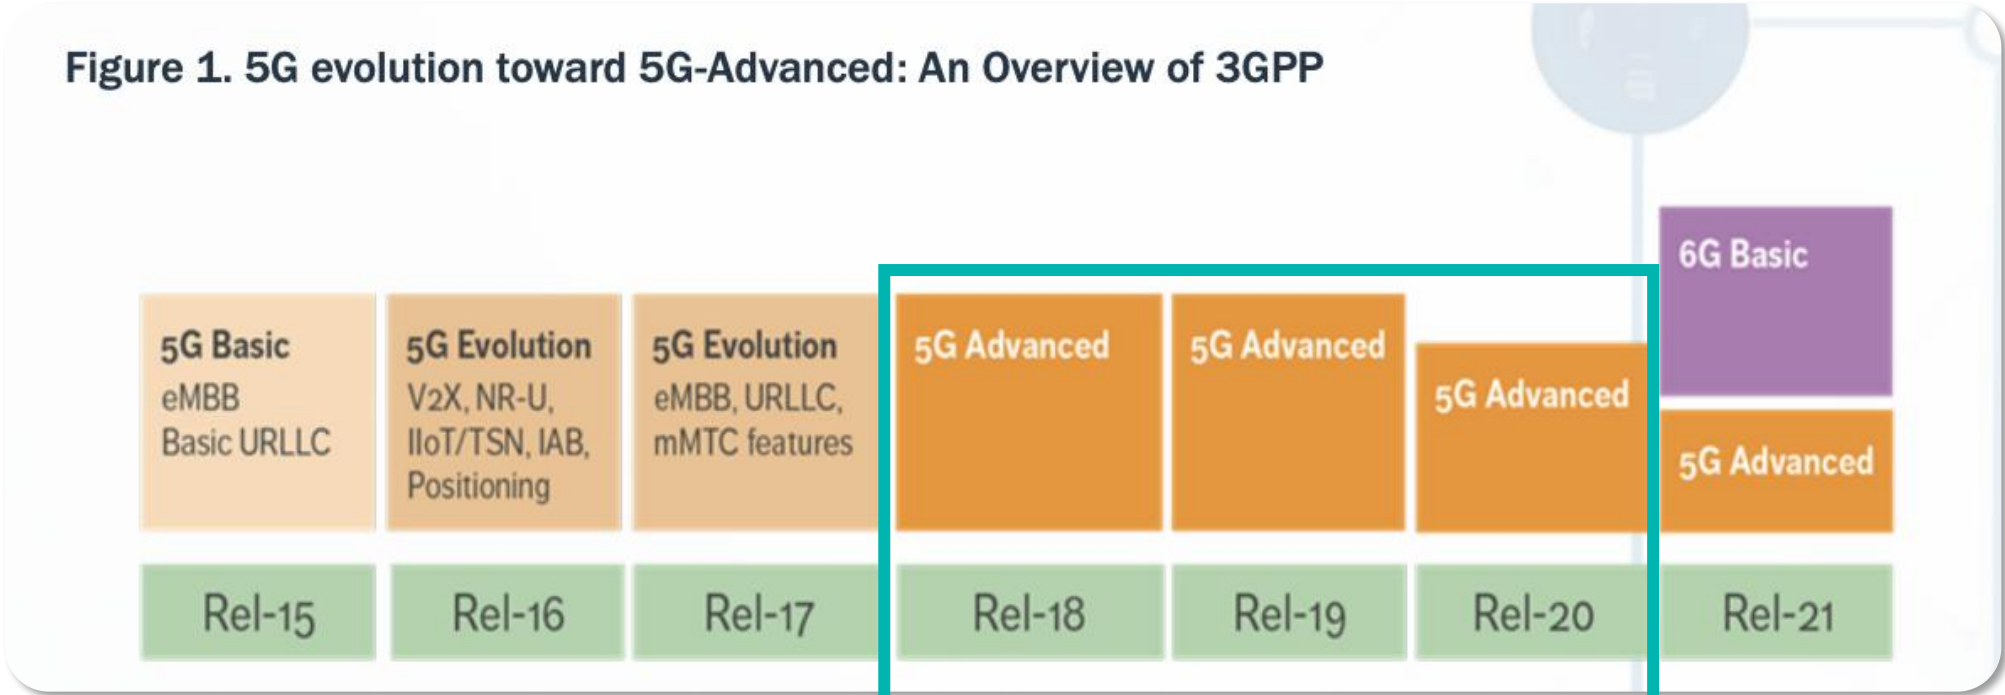 Figure 1. 5G evolution toward 5G-Advanced: An Overview of 3GPP
5G Basic
eMBB
Basic URLLC
5G Evolution
V2X, NR-U,
IIoT/TSN, IAB,
Positioning
5G Evolution
eMBB, URLLC,
mMTC features
5G Advanced
5G Advanced
5G Advanced
6G Basic
5G Advanced
Rel-15
Rel-16
Rel-17
Rel-18
Rel-19
Rel-20
Rel-21